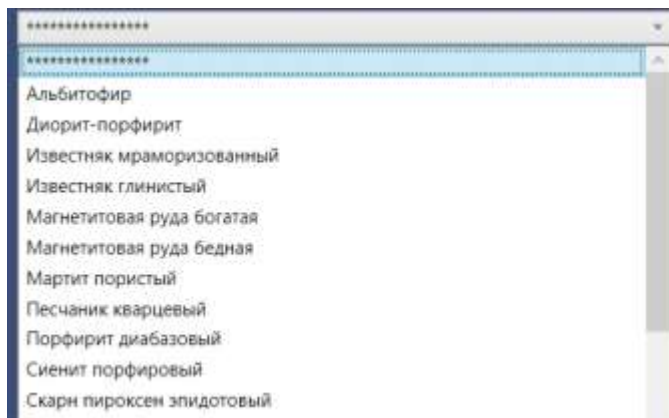 ****************
****************
Альбитофир
Диорит-порфирит
Известняк мраморизованный
Известняк глинистый
Магнетитовая руда богатая
Магнетитовая руда бедная
Мартит пористый
Песчаник кварцевый
Порфирит диабазовый
Сиенит порфировый
Скарн пироксен эпидотовый